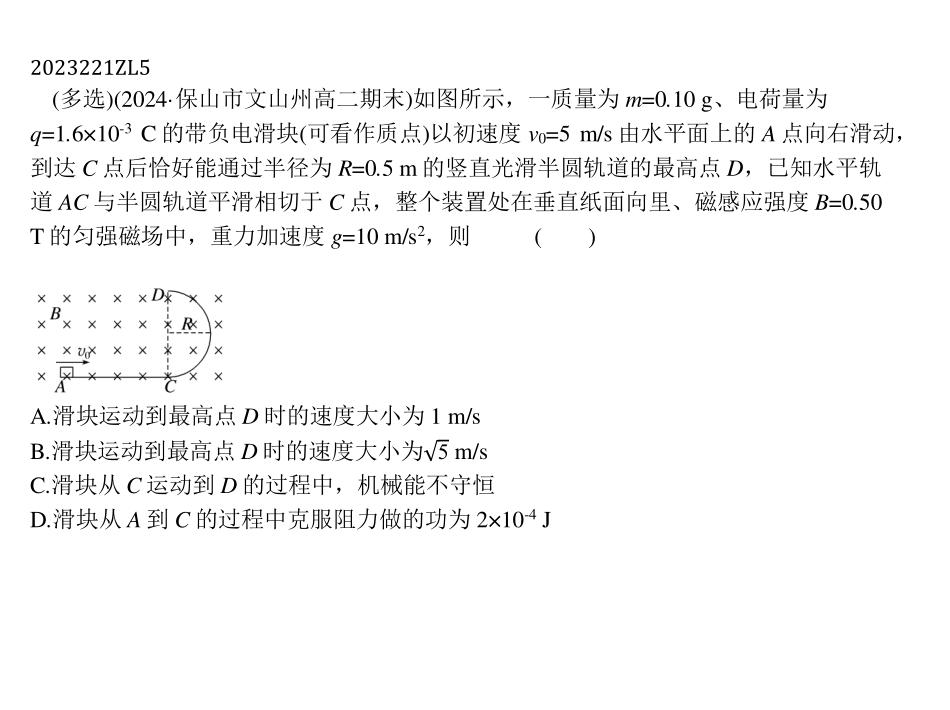 2023221ZL5
(多选)(2024·保山市文山州高二期末)如图所示，一质量为 m=0.10 g、电荷量为
q=1.6×10⁻³ C 的带负电滑块(可看作质点)以初速度 v₀=5 m/s 由水平面上的 A 点向右滑动，
到达 C 点后恰好能通过半径为 R=0.5 m 的竖直光滑半圆轨道的最高点 D，已知水平轨
道 AC 与半圆轨道平滑相切于 C 点，整个装置处在垂直纸面向里、磁感应强度 B=0.50
T 的匀强磁场中，重力加速度 g=10 m/s²，则 ( )
D
B
R
v₀
A C
A.滑块运动到最高点 D 时的速度大小为 1 m/s
B.滑块运动到最高点 D 时的速度大小为√5 m/s
C.滑块从 C 运动到 D 的过程中，机械能不守恒
D.滑块从 A 到 C 的过程中克服阻力做的功为 2×10⁻⁴ J